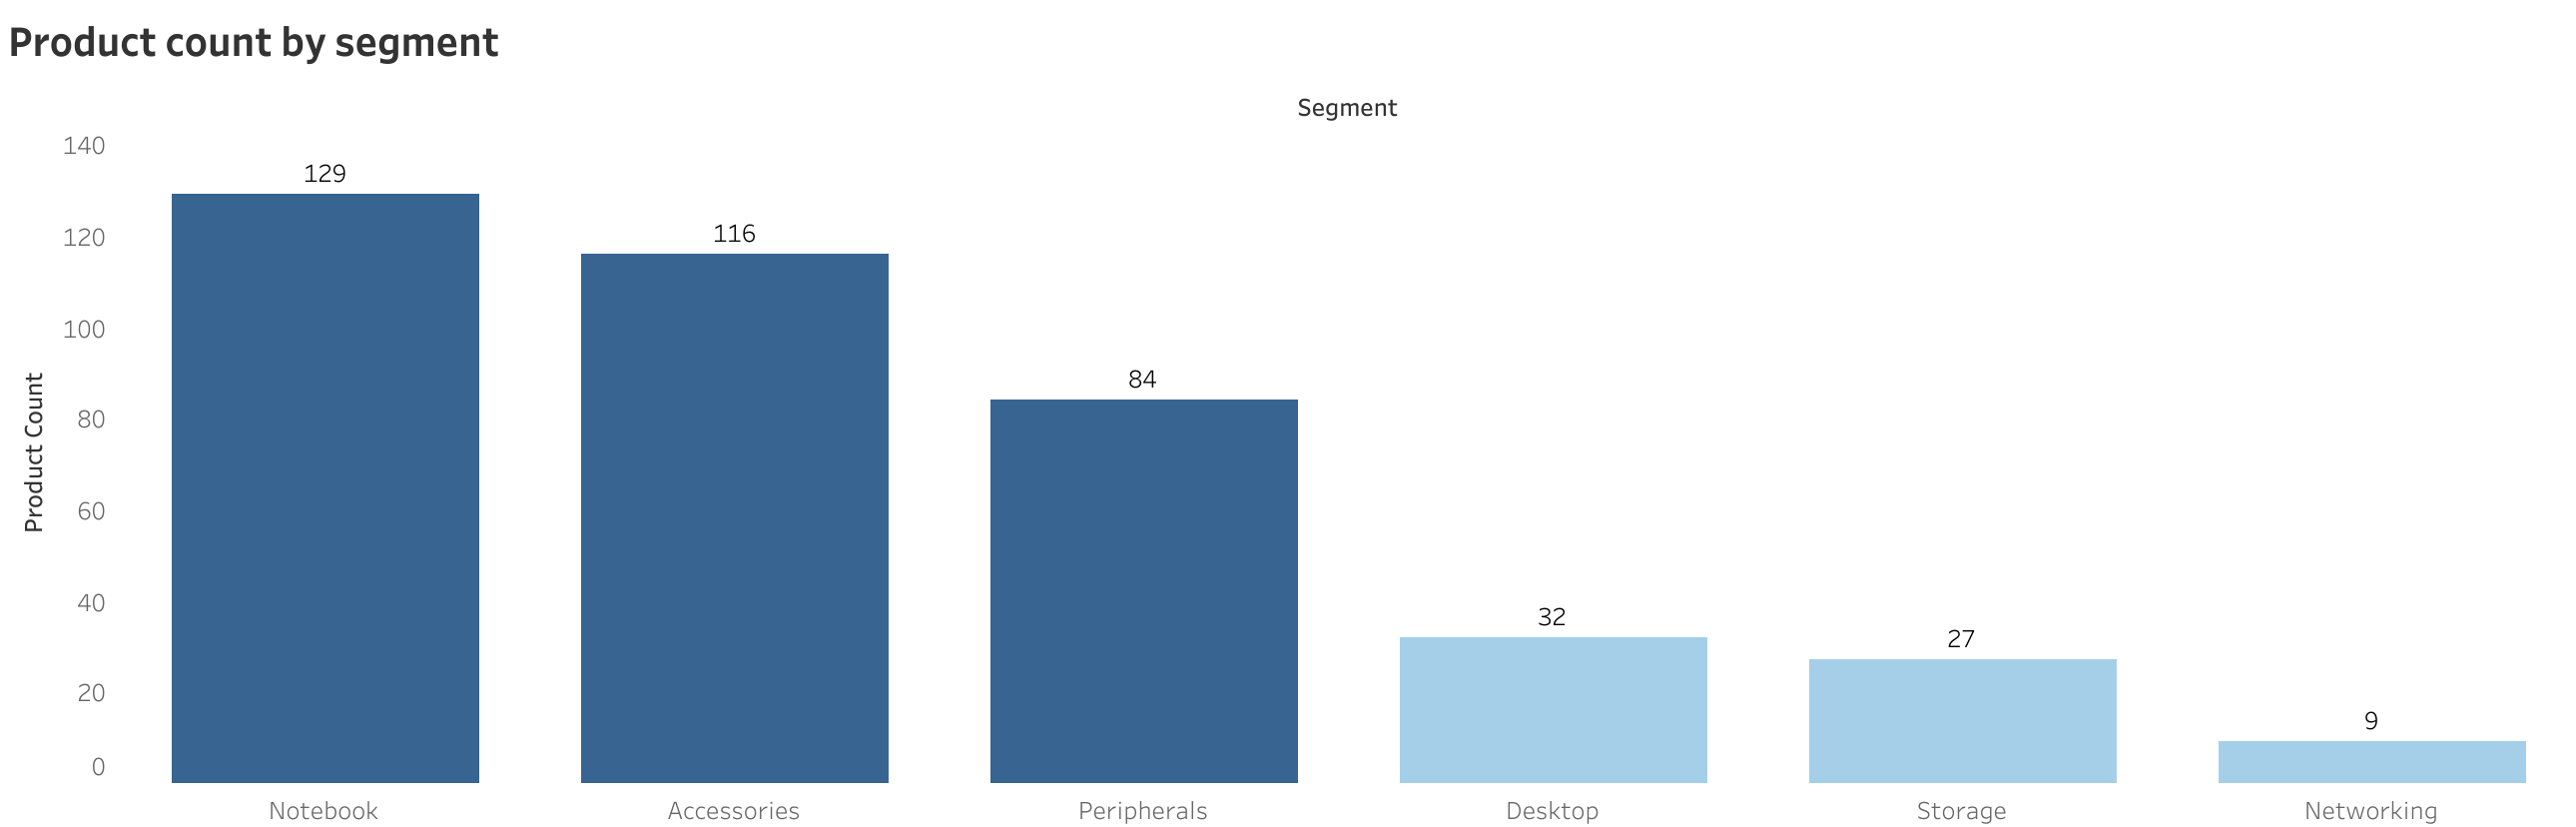 Product count by segment
Segment
Product Count
140
120
100
80
60
40
20
0
129
116
84
32
27
9
Notebook
Accessories
Peripherals
Desktop
Storage
Networking